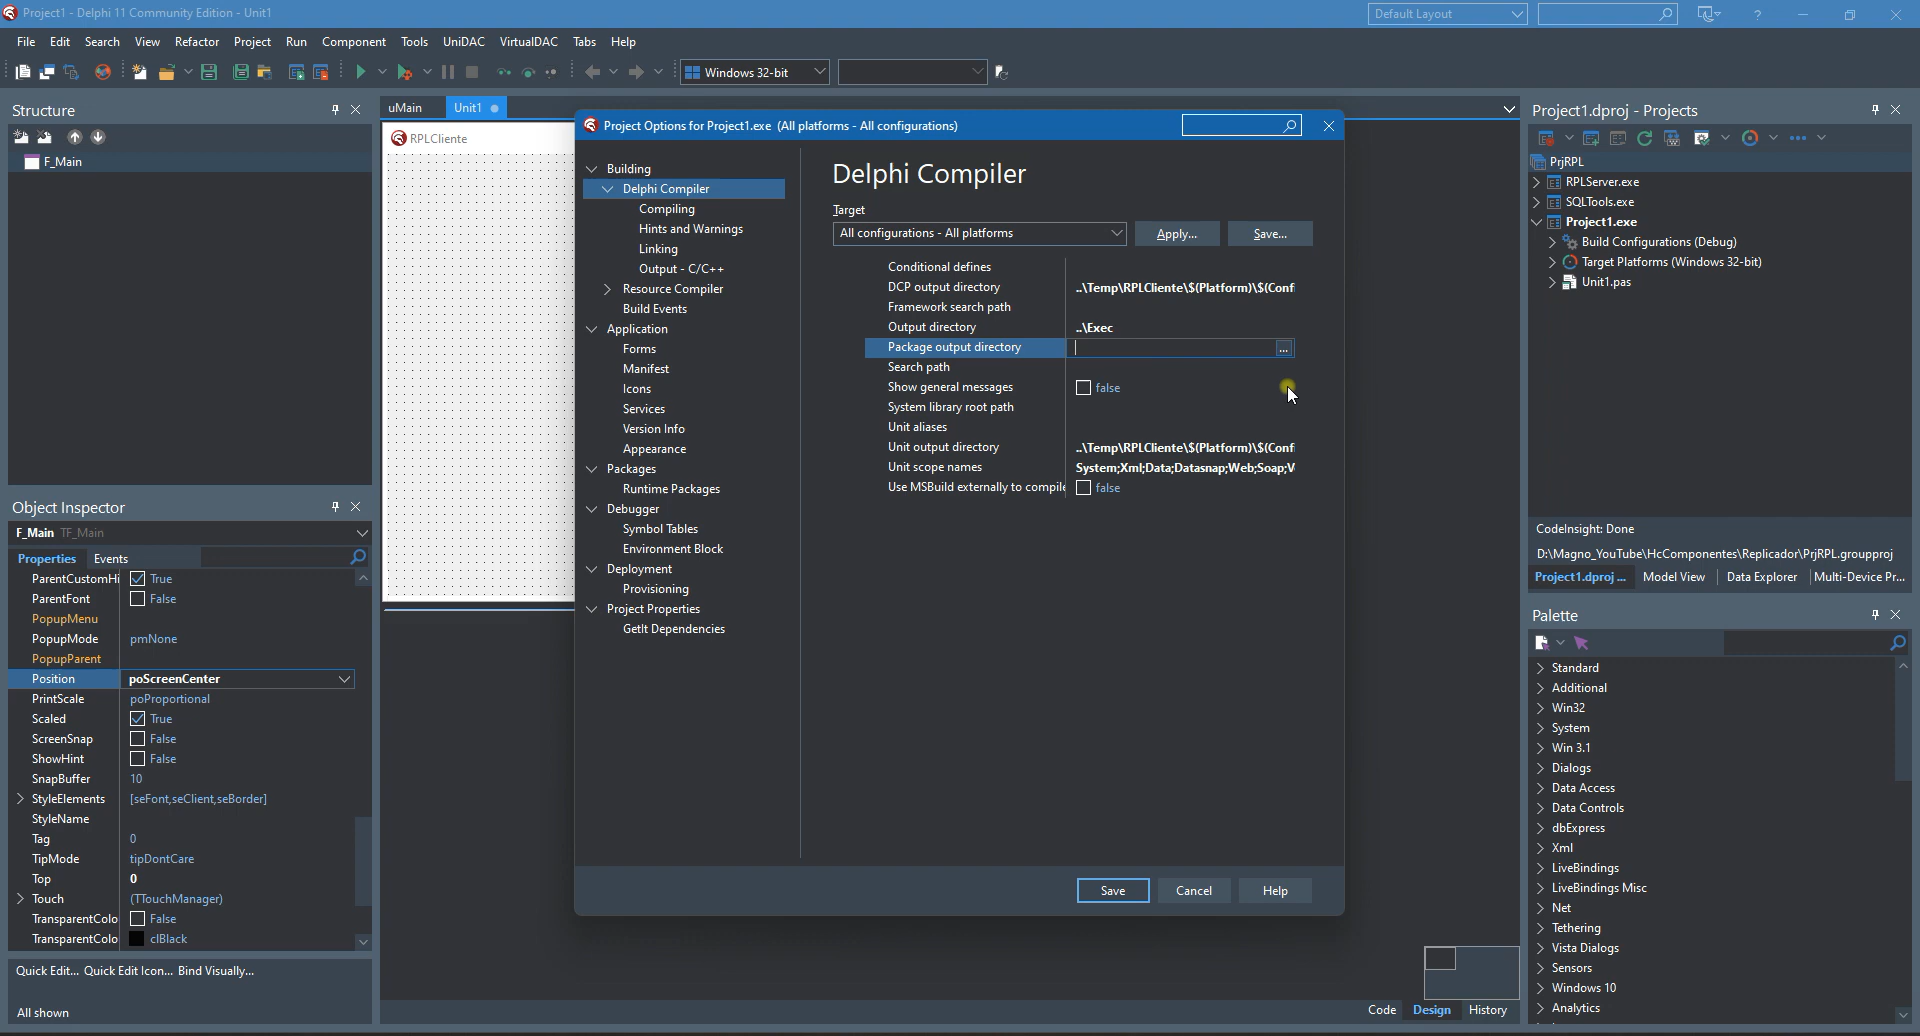 Project1 - Delphi 11 Community Edition - Unit1
Default Layout
?
File Edit Search View Refactor Project Run Component Tools UniDAC VirtualDAC Tabs Help
Windows 32-bit
Structure
F_Main
Object Inspector
F_Main TF_Main
Properties Events
ParentCustomHi True
ParentFont False
PopupMenu
PopupMode pmNone
PopupParent
Position poScreenCenter
PrintScale poProportional
Scaled True
ScreenSnap False
ShowHint False
SnapBuffer 10
StyleElements [seFont,seClient,seBorder]
StyleName
Tag 0
TipMode tipDontCare
Top 0
Touch (TTouchManager)
TransparentColo False
TransparentColo clBlack
Quick Edit... Quick Edit Icon... Bind Visually...
All shown
uMain Unit1
RPLCliente
Project Options for Project1.exe (All platforms - All configurations)
Building
Delphi Compiler
Compiling
Hints and Warnings
Linking
Output - C/C++
Resource Compiler
Build Events
Application
Forms
Manifest
Icons
Services
Version Info
Appearance
Packages
Runtime Packages
Debugger
Symbol Tables
Environment Block
Deployment
Provisioning
Project Properties
GetIt Dependencies
Delphi Compiler
Target
All configurations - All platforms Apply... Save...
Conditional defines
DCP output directory ..\Temp\RPLCliente\$(Platform)\$(Conf
Framework search path
Output directory ..\Exec
Package output directory ...
Search path
Show general messages false
System library root path
Unit aliases
Unit output directory ..\Temp\RPLCliente\$(Platform)\$(Conf
Unit scope names System;Xml;Data;Datasnap;Web;Soap;V
Use MSBuild externally to compile false
Save Cancel Help
Code Design History
Project1.dproj - Projects
PrjRPL
RPLServer.exe
SQLTools.exe
Project1.exe
Build Configurations (Debug)
Target Platforms (Windows 32-bit)
Unit1.pas
CodeInsight: Done
D:\Magno_YouTube\HcComponentes\Replicador\PrjRPL.groupproj
Project1.dproj ... Model View Data Explorer Multi-Device Pr...
Palette
Standard
Additional
Win32
System
Win 3.1
Dialogs
Data Access
Data Controls
dbExpress
Xml
LiveBindings
LiveBindings Misc
Net
Tethering
Vista Dialogs
Sensors
Windows 10
Analytics